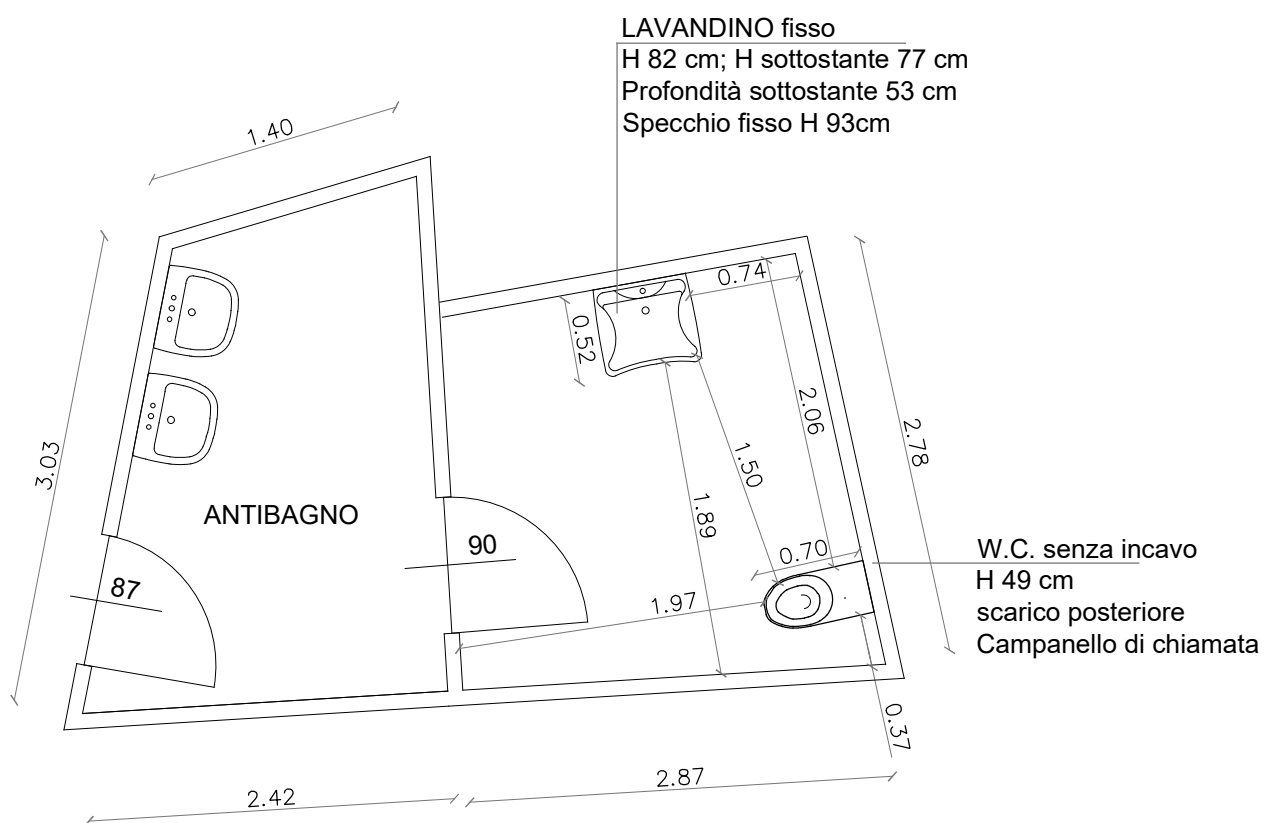 LAVANDINO fisso
H 82 cm; H sottostante 77 cm
Profondità sottostante 53 cm
Specchio fisso H 93cm
1.40
0.74
0.52
2.06
2.78
3.03
1.50
1.89
ANTIBAGNO
90
87
0.70
1.97
W.C. senza incavo
H 49 cm
scarico posteriore
Campanello di chiamata
0.37
2.42
2.87